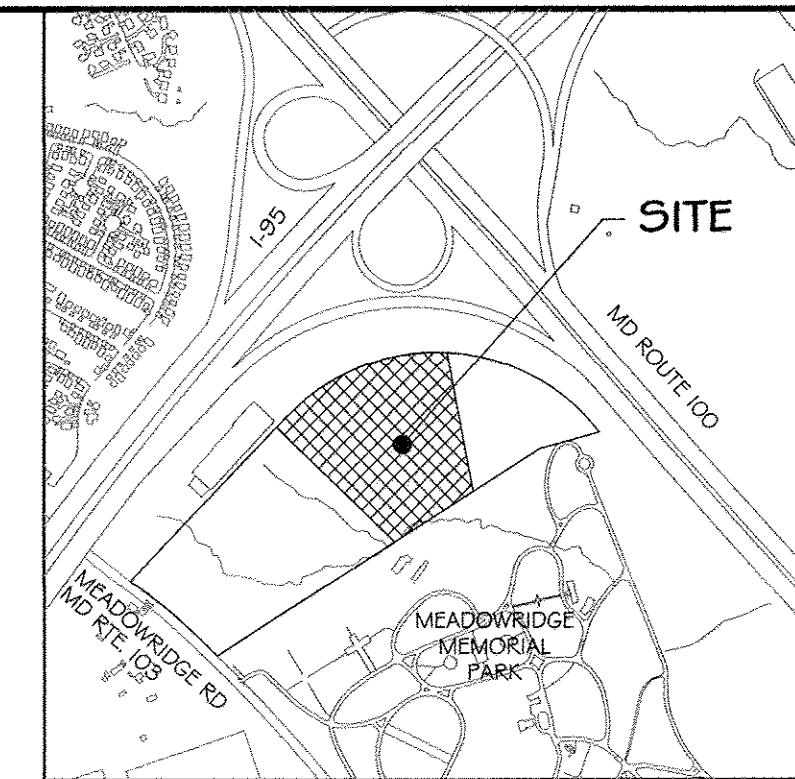 I-95
SITE
MD ROUTE 100
MEADOWRIDGE RD
MD RTE. 103
MEADOWRIDGE
MEMORIAL
PARK